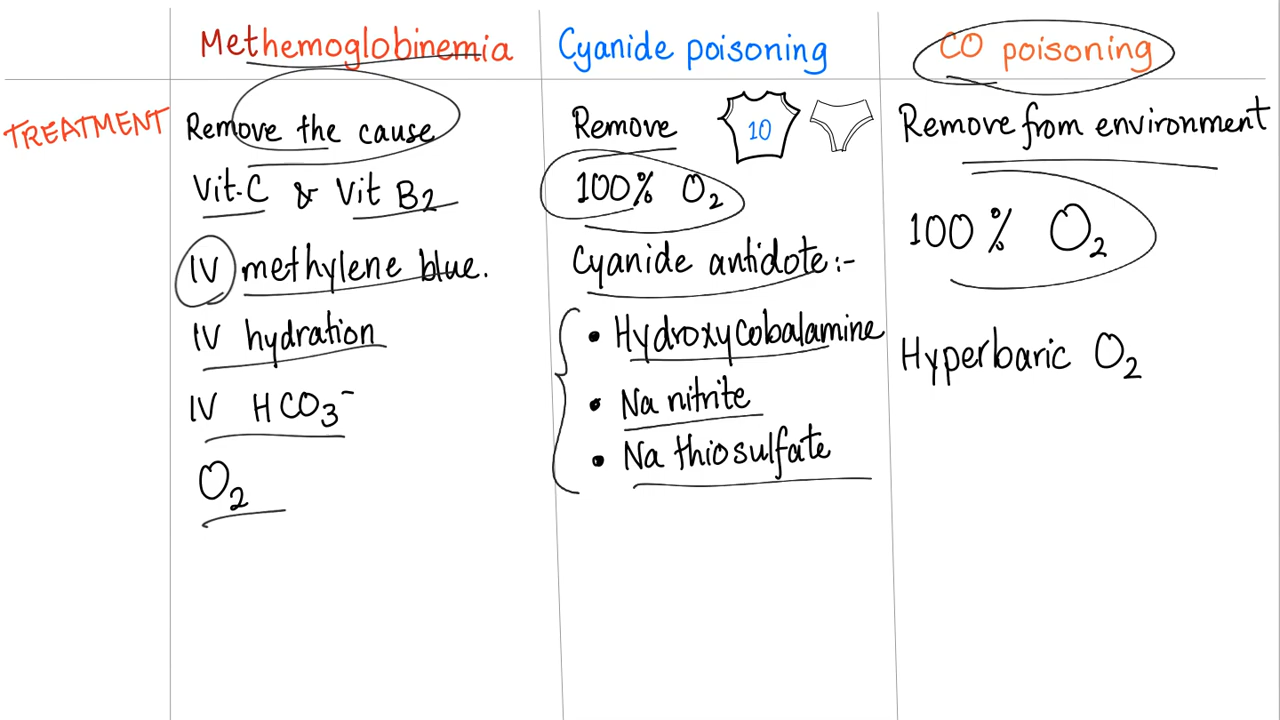 Methemoglobinemia
Cyanide poisoning
CO poisoning
TREATMENT
Remove the cause
Vit-C & Vit B2
IV methylene blue.
IV hydration
IV HCO3-
O2
Remove
10
100% O2
Cyanide antidote:-
• Hydroxycobalamine
• Na nitrite
• Na thiosulfate
Remove from environment
100% O2
Hyperbaric O2